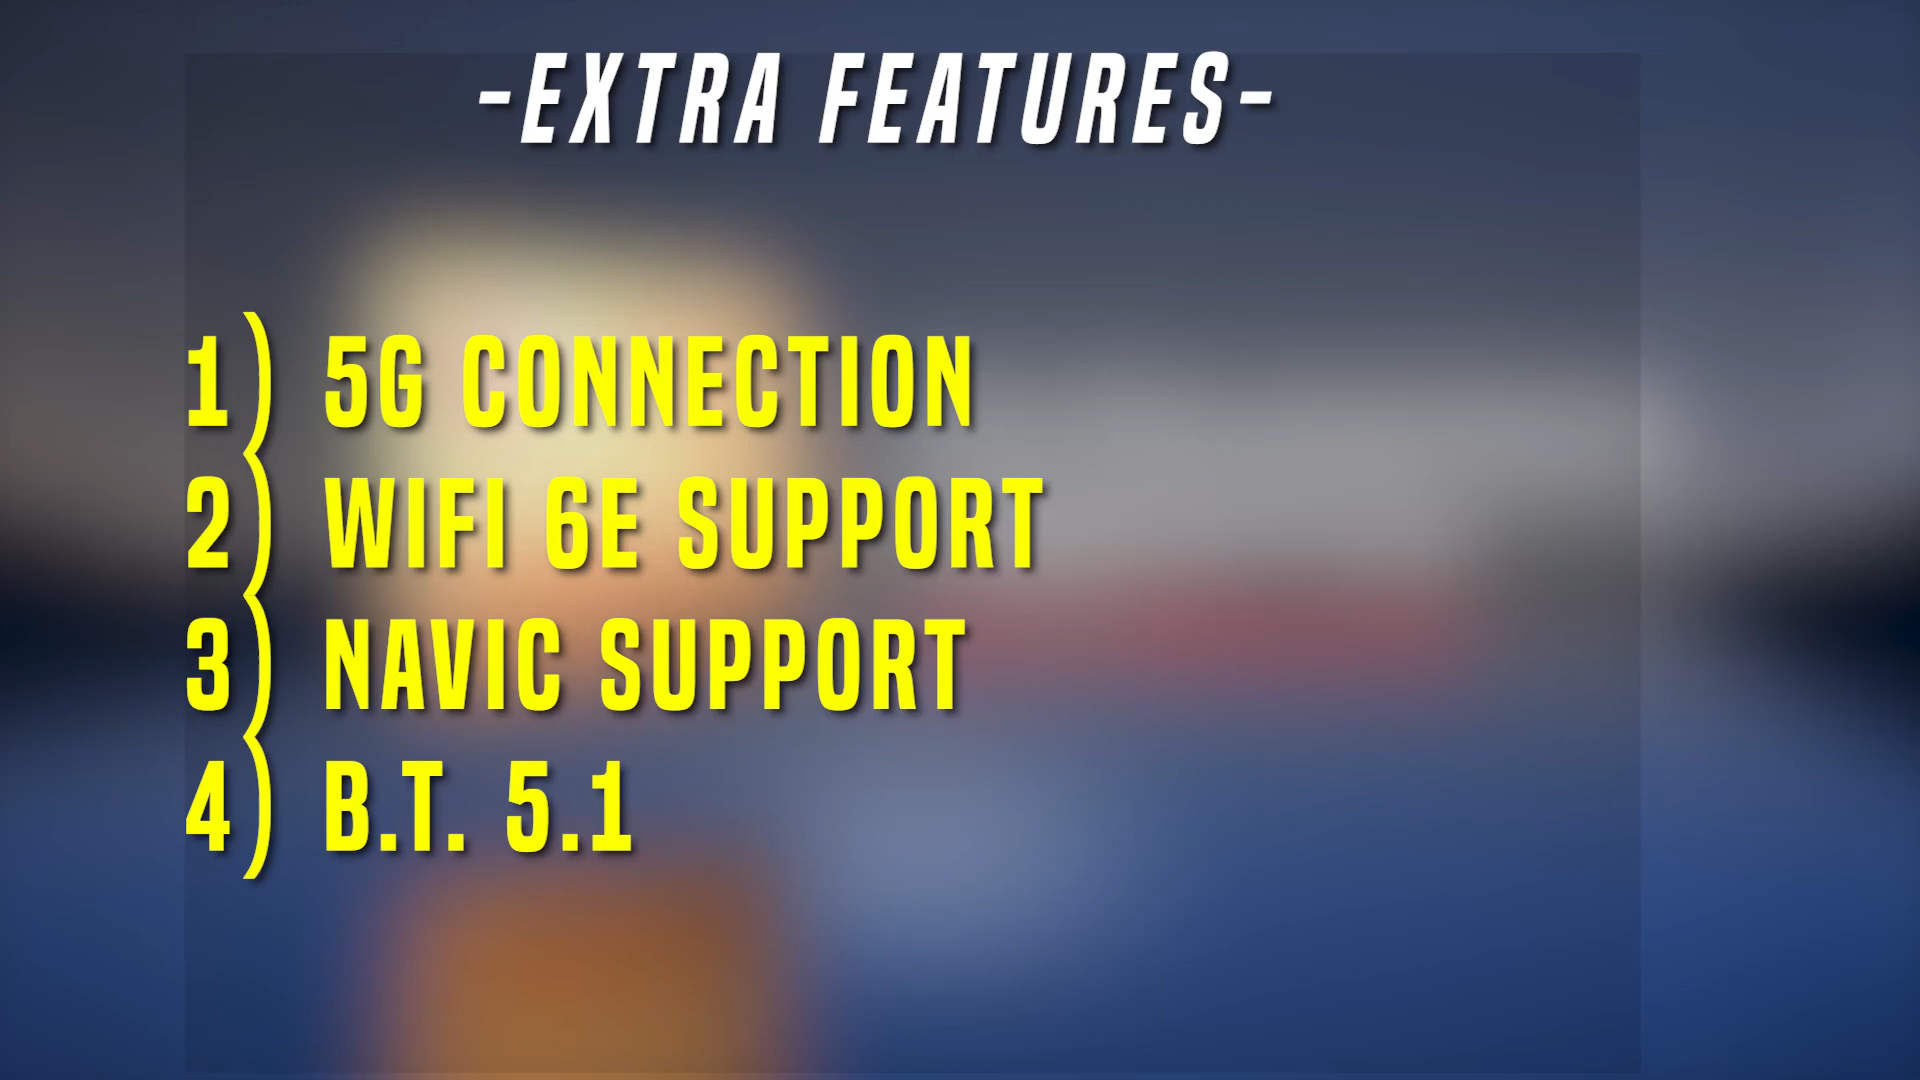 -EXTRA FEATURES-
1) 5G CONNECTION
2) WIFI 6E SUPPORT
3) NAVIC SUPPORT
4) B.T. 5.1